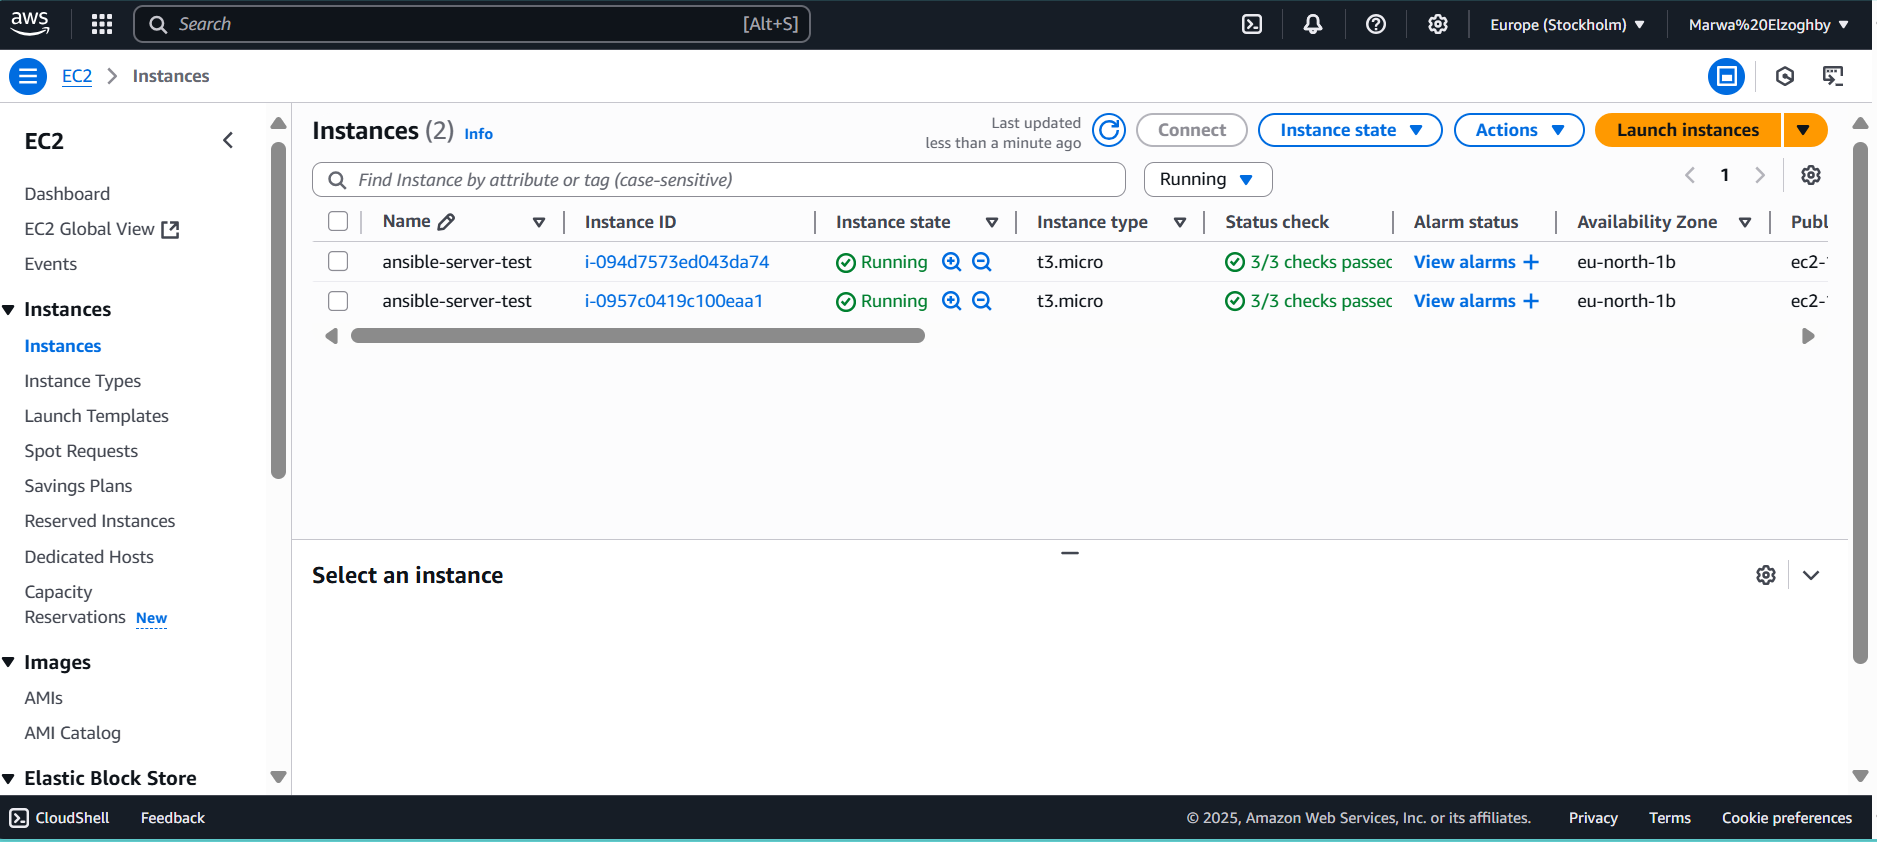 aws
Search [Alt+S]
Europe (Stockholm)
Marwa%20Elzoghby
EC2 Instances
EC2
Dashboard
EC2 Global View
Events
Instances
Instances
Instance Types
Launch Templates
Spot Requests
Savings Plans
Reserved Instances
Dedicated Hosts
Capacity
Reservations New
Images
AMIs
AMI Catalog
Elastic Block Store
Instances (2) Info
Last updated
less than a minute ago
Connect
Instance state
Actions
Launch instances
Find Instance by attribute or tag (case-sensitive)
Running
1
Name Instance ID Instance state Instance type Status check Alarm status Availability Zone Publ
ansible-server-test i-094d7573ed043da74 Running t3.micro 3/3 checks passed View alarms + eu-north-1b ec2-
ansible-server-test i-0957c0419c100eaa1 Running t3.micro 3/3 checks passed View alarms + eu-north-1b ec2-
Select an instance
CloudShell Feedback © 2025, Amazon Web Services, Inc. or its affiliates. Privacy Terms Cookie preferences